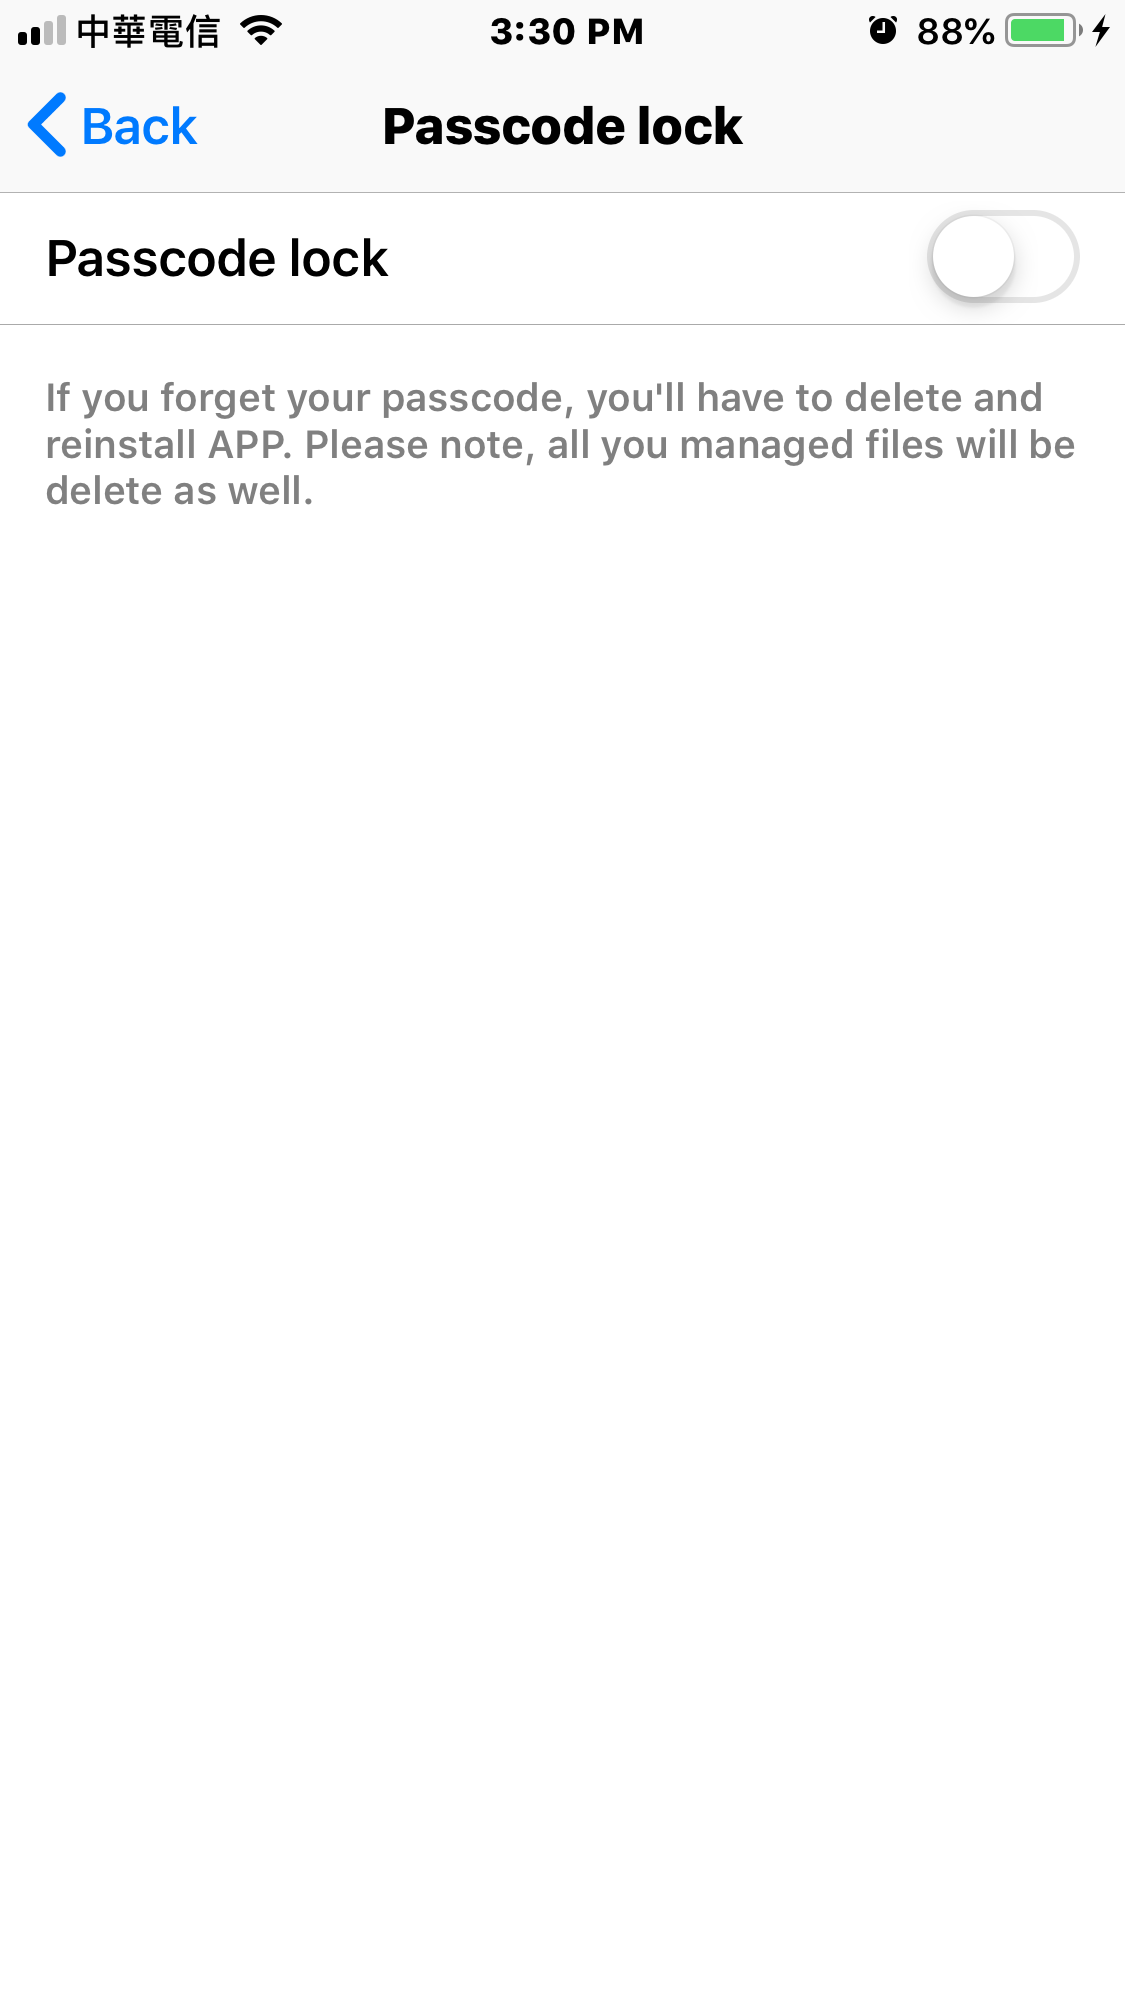 中華電信 3:30 PM 88%
Back Passcode lock
Passcode lock
If you forget your passcode, you'll have to delete and
reinstall APP. Please note, all you managed files will be
delete as well.